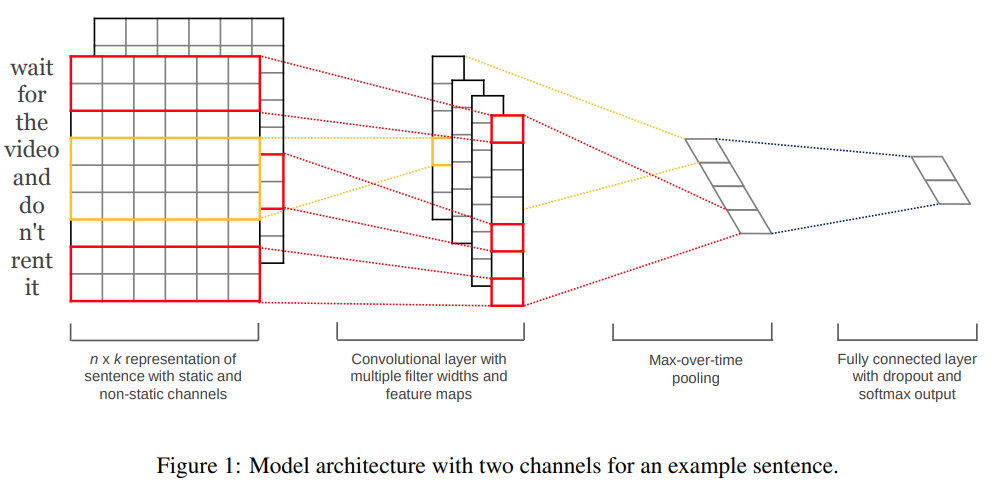 wait
for
the
video
and
do
n't
rent
it
n x k representation of
sentence with static and
non-static channels
Convolutional layer with
multiple filter widths and
feature maps
Max-over-time
pooling
Fully connected layer
with dropout and
softmax output
Figure 1: Model architecture with two channels for an example sentence.